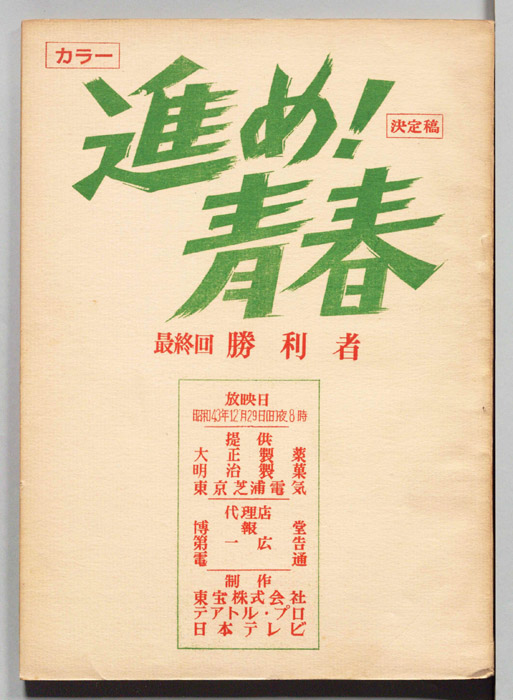 カラー
進め!
決定稿
青春
最終回 勝利者
放映日
昭和43年12月29日(日)夜8時
提供
大正製薬
明治製菓
東京芝浦電気
代理店
博報堂
第一広告
電通
制作
東宝株式会社
テアトル・プロ
日本テレビ